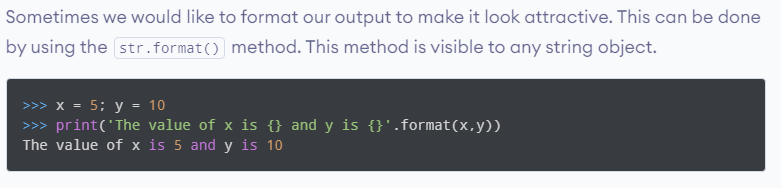 Sometimes we would like to format our output to make it look attractive. This can be done
by using the str.format() method. This method is visible to any string object.
>>> x = 5; y = 10
>>> print('The value of x is {} and y is {}'.format(x,y))
The value of x is 5 and y is 10